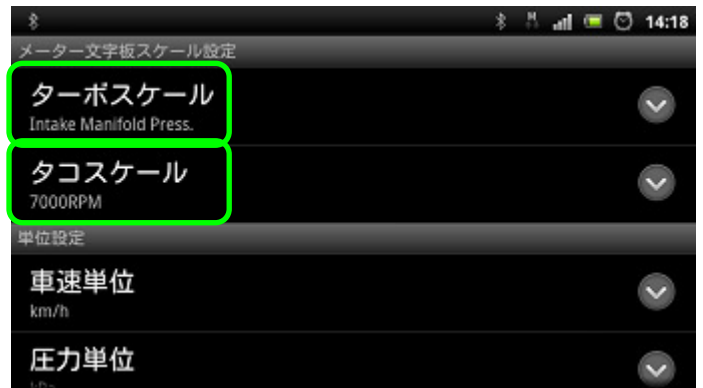 14:18
メーター文字板スケール設定
ターボスケール
Intake Manifold Press.
タコスケール
7000RPM
単位設定
車速単位
km/h
圧力単位